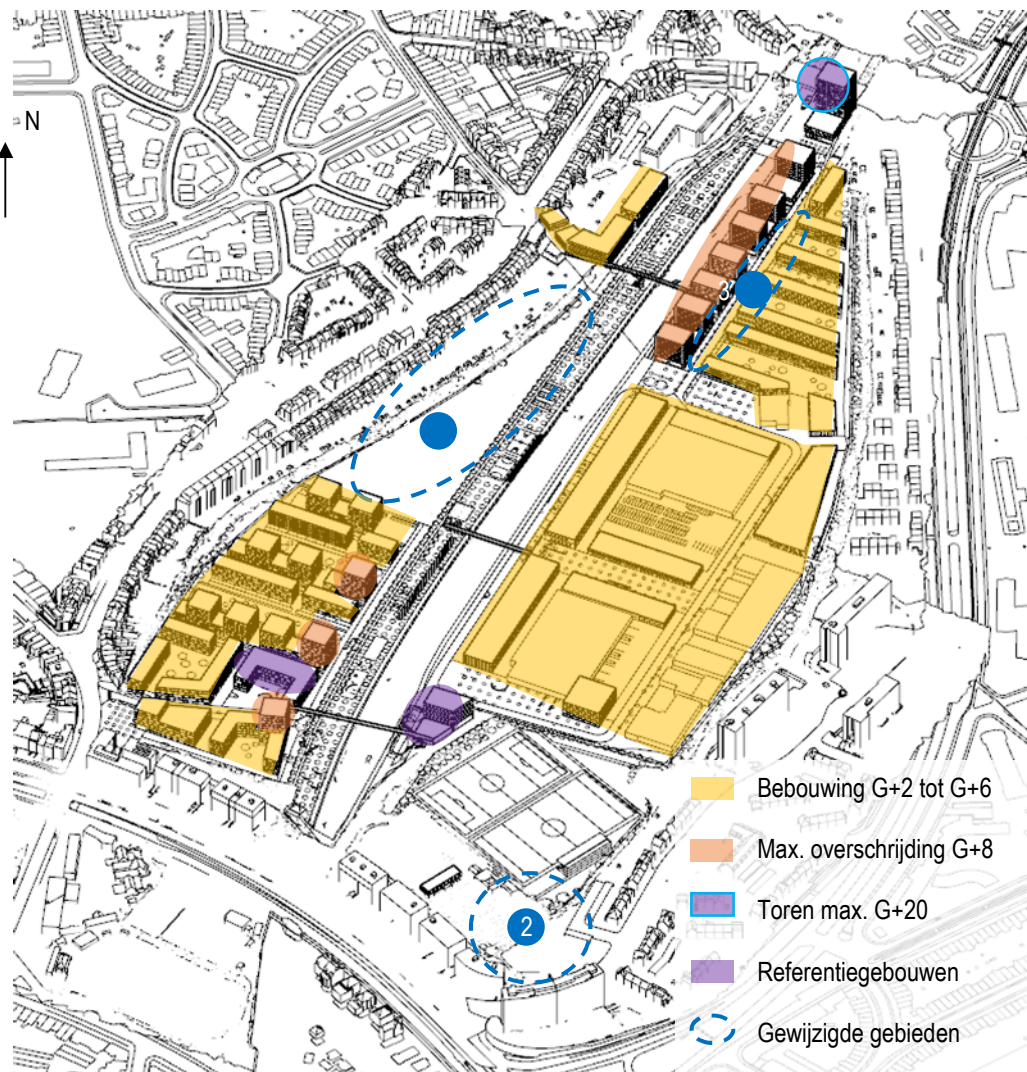 N
3
2
Bebouwing G+2 tot G+6
Max. overschrijding G+8
Toren max. G+20
Referentiegebouwen
Gewijzigde gebieden